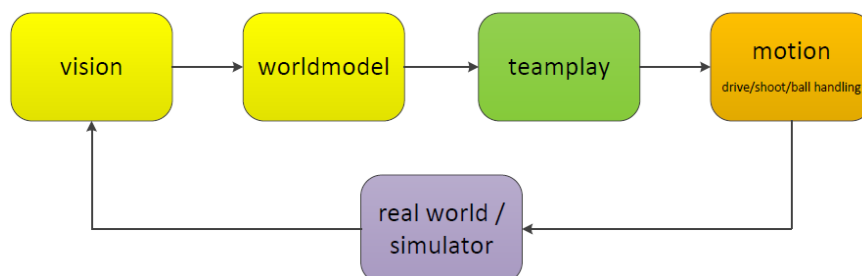 vision
worldmodel
teamplay
motion
drive/shoot/ball handling
real world /
simulator